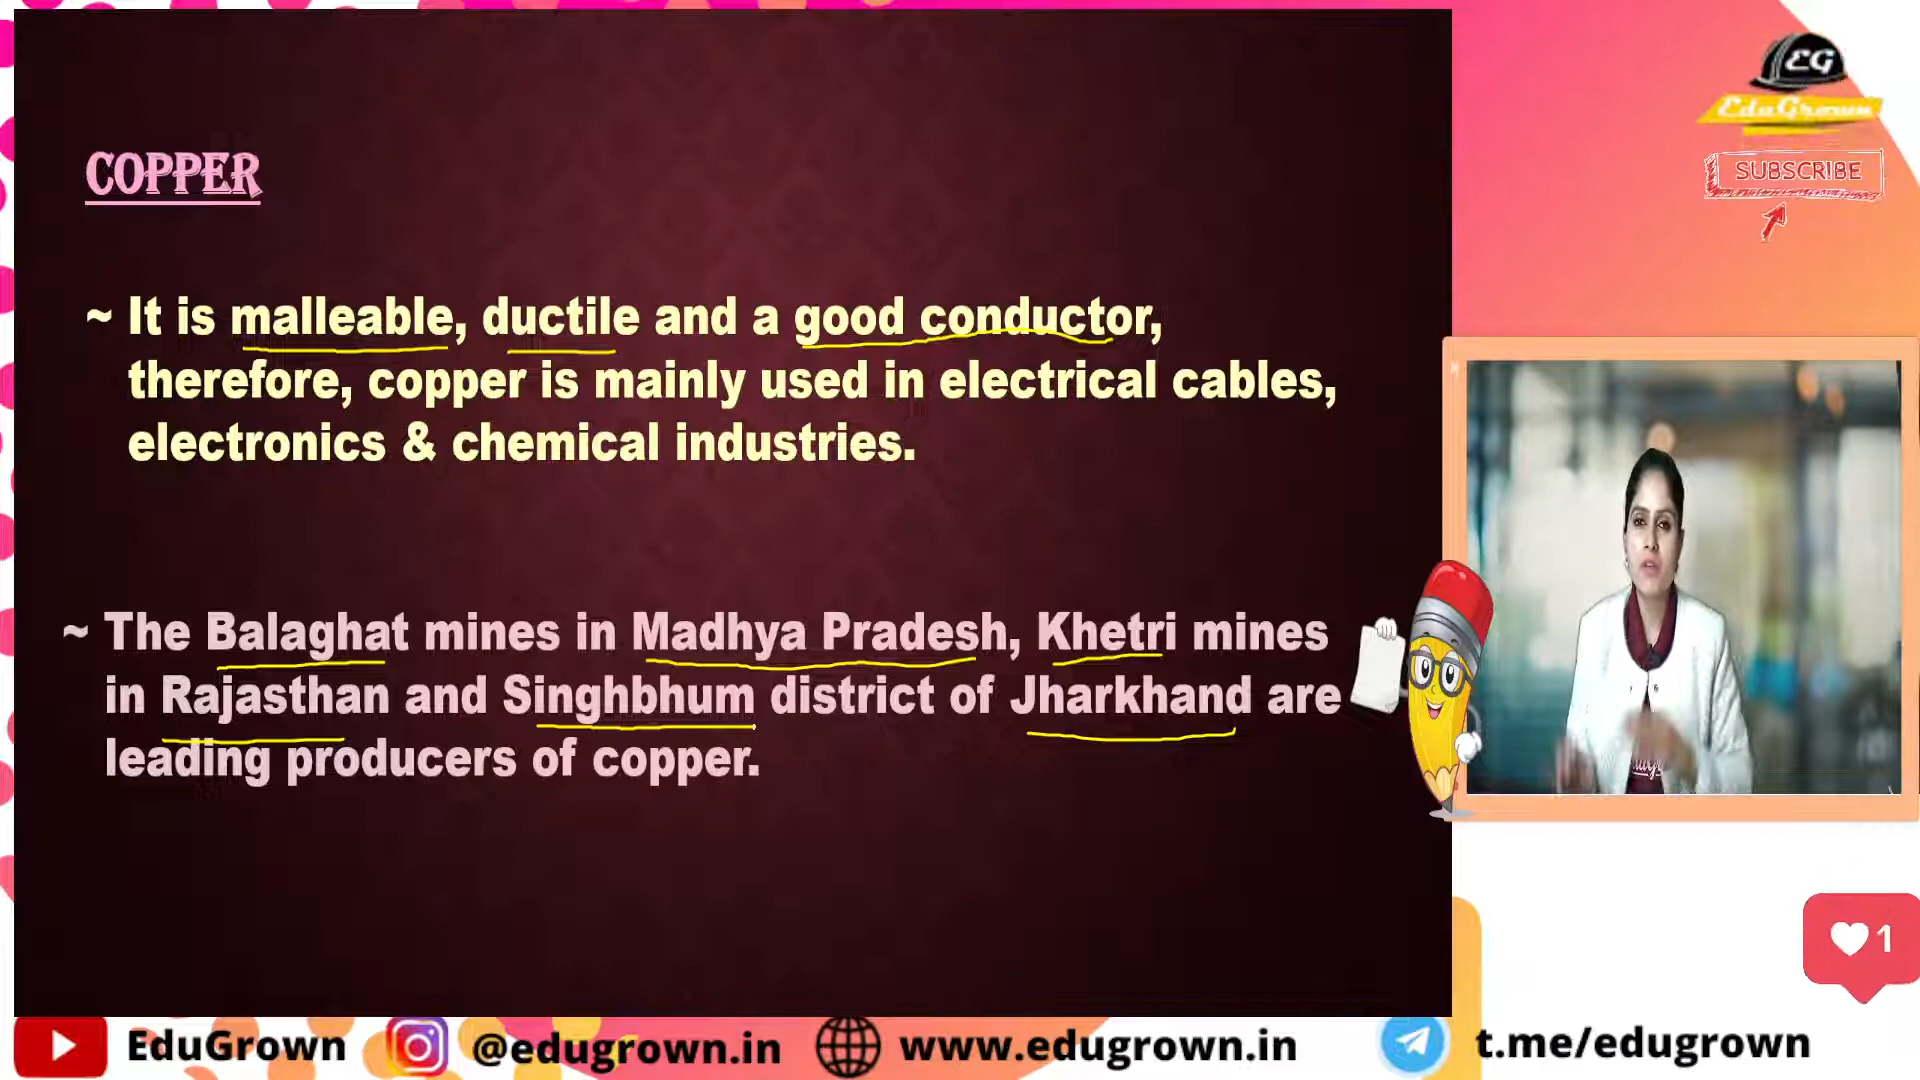 EG
EduGrown
SUBSCRIBE
COPPER
~ It is malleable, ductile and a good conductor,
therefore, copper is mainly used in electrical cables,
electronics & chemical industries.
~ The Balaghat mines in Madhya Pradesh, Khetri mines
in Rajasthan and Singhbhum district of Jharkhand are
leading producers of copper.
1
EduGrown @edugrown.in www.edugrown.in t.me/edugrown